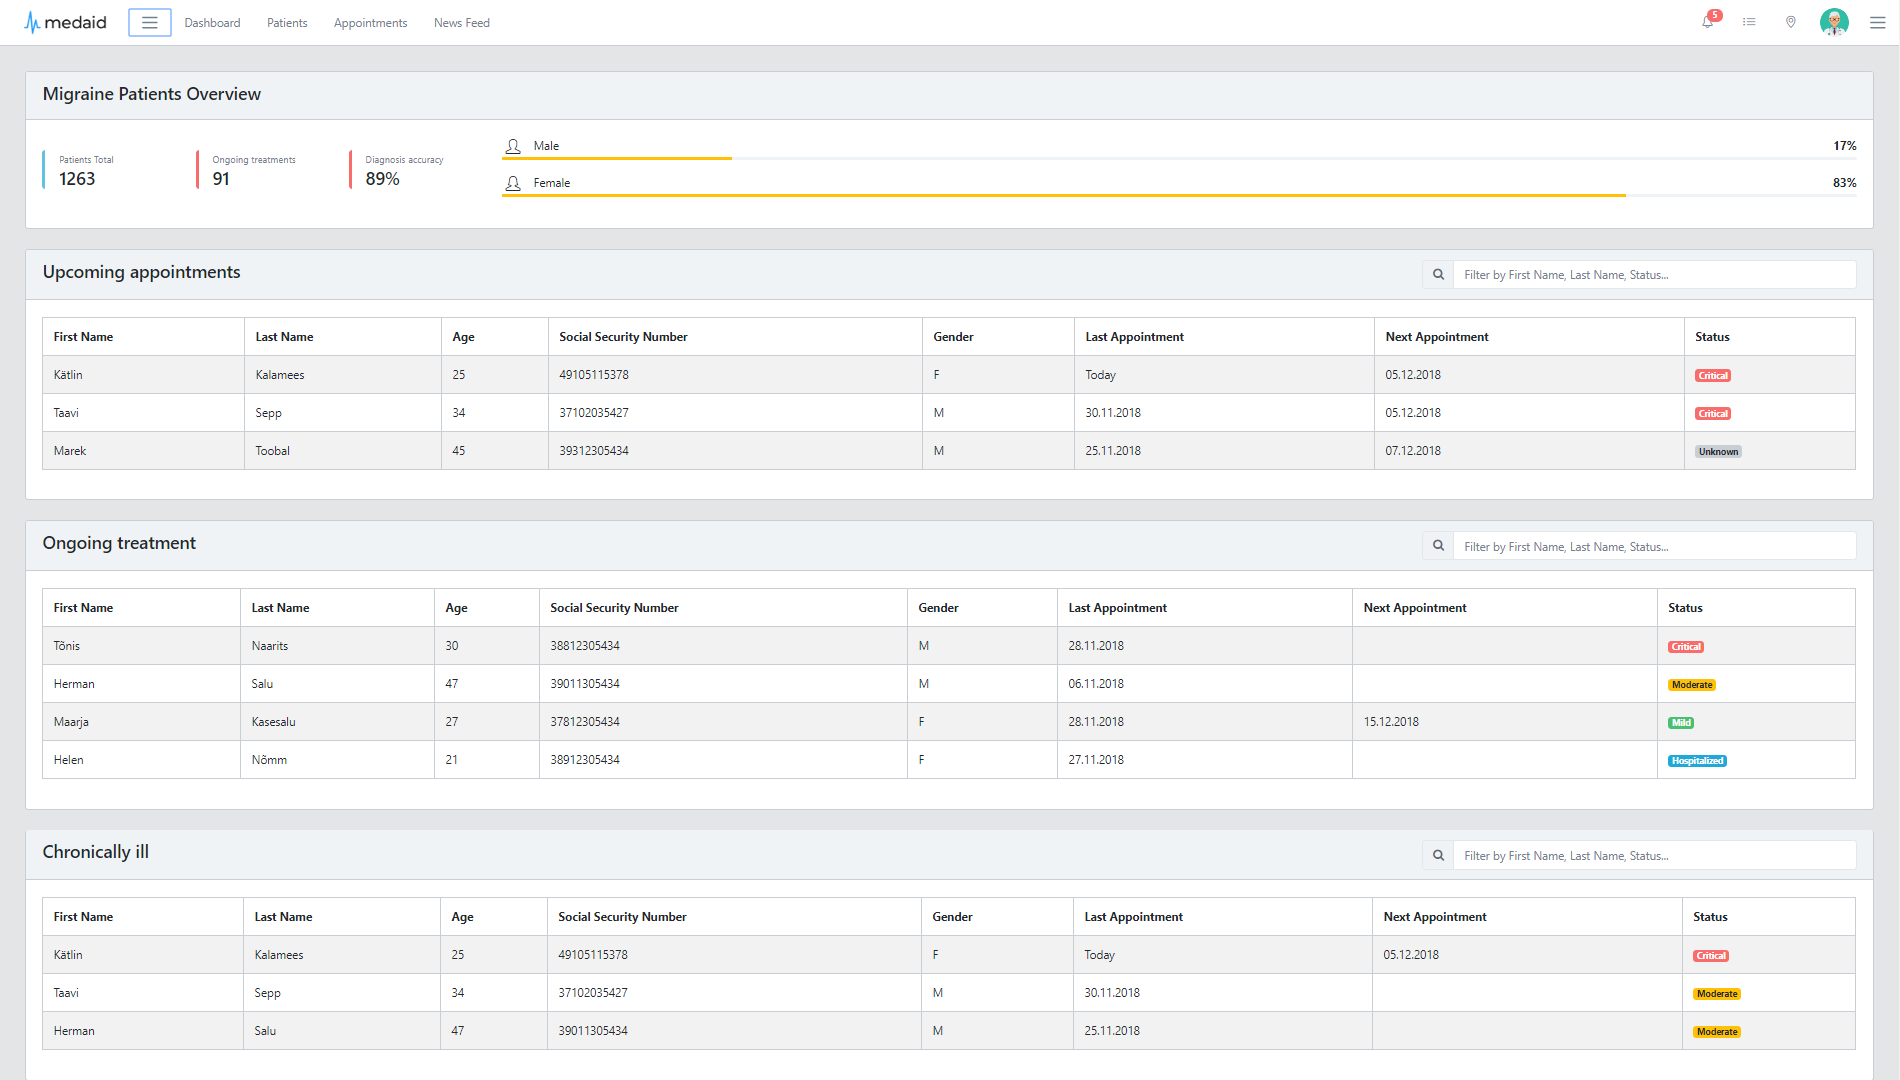 medaid Dashboard Patients Appointments News Feed 5
Migraine Patients Overview
Patients Total
1263
Ongoing treatments
91
Diagnosis accuracy
89%
Male 17%
Female 83%
Upcoming appointments Filter by First Name, Last Name, Status...
First Name Last Name Age Social Security Number Gender Last Appointment Next Appointment Status
Kätlin Kalamees 25 49105115378 F Today 05.12.2018 Critical
Taavi Sepp 34 37102035427 M 30.11.2018 05.12.2018 Critical
Marek Toobal 45 39312305434 M 25.11.2018 07.12.2018 Unknown
Ongoing treatment Filter by First Name, Last Name, Status...
First Name Last Name Age Social Security Number Gender Last Appointment Next Appointment Status
Tõnis Naarits 30 38812305434 M 28.11.2018 Critical
Herman Salu 47 39011305434 M 06.11.2018 Moderate
Maarja Kasesalu 27 37812305434 F 28.11.2018 15.12.2018 Mild
Helen Nõmm 21 38912305434 F 27.11.2018 Hospitalized
Chronically ill Filter by First Name, Last Name, Status...
First Name Last Name Age Social Security Number Gender Last Appointment Next Appointment Status
Kätlin Kalamees 25 49105115378 F Today 05.12.2018 Critical
Taavi Sepp 34 37102035427 M 30.11.2018 Moderate
Herman Salu 47 39011305434 M 25.11.2018 Moderate